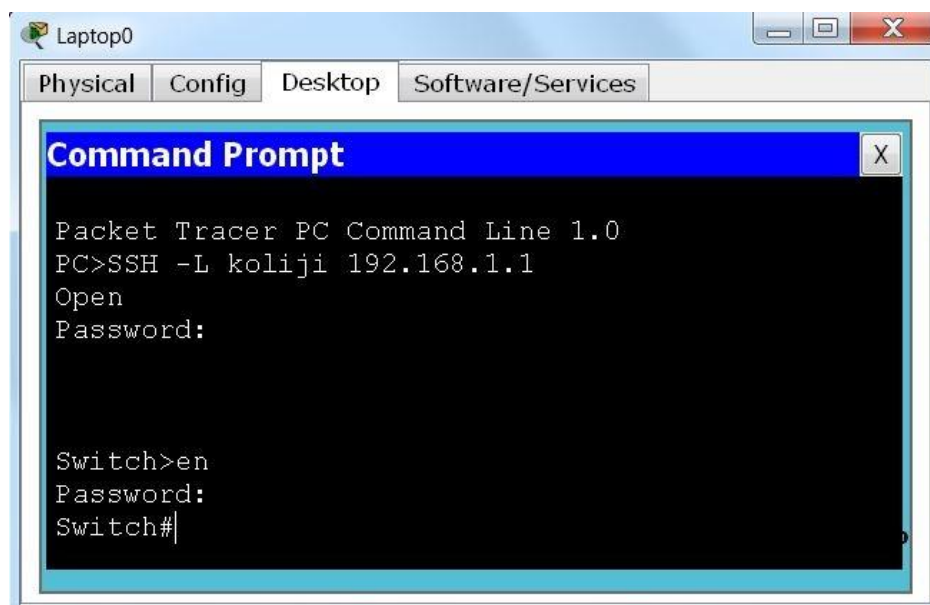 Laptop0
Physical Config Desktop Software/Services
Command Prompt X
Packet Tracer PC Command Line 1.0
PC>SSH -L koliji 192.168.1.1
Open
Password:
Switch>en
Password:
Switch#